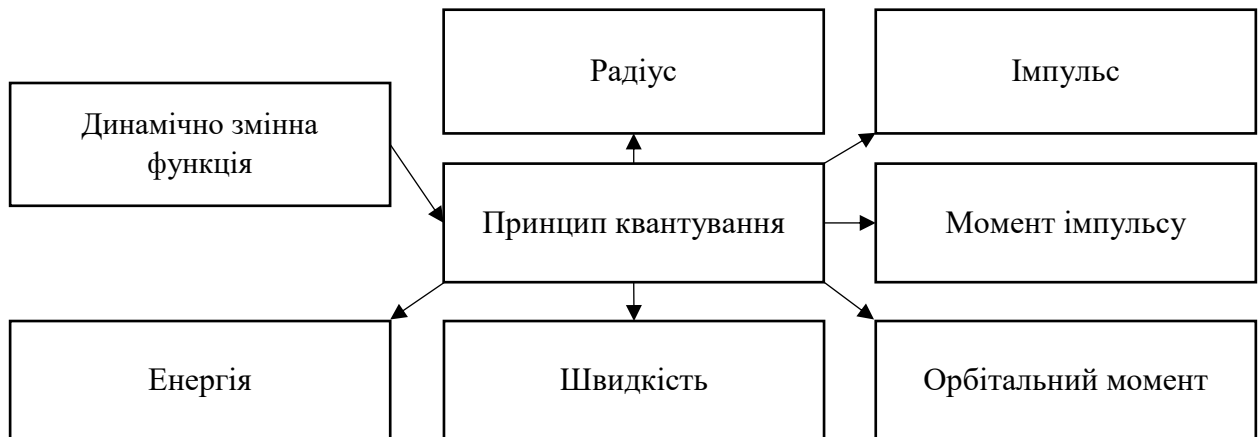 Радіус
Імпульс
Динамічно змінна
функція
Принцип квантування
Момент імпульсу
Енергія
Швидкість
Орбітальний момент